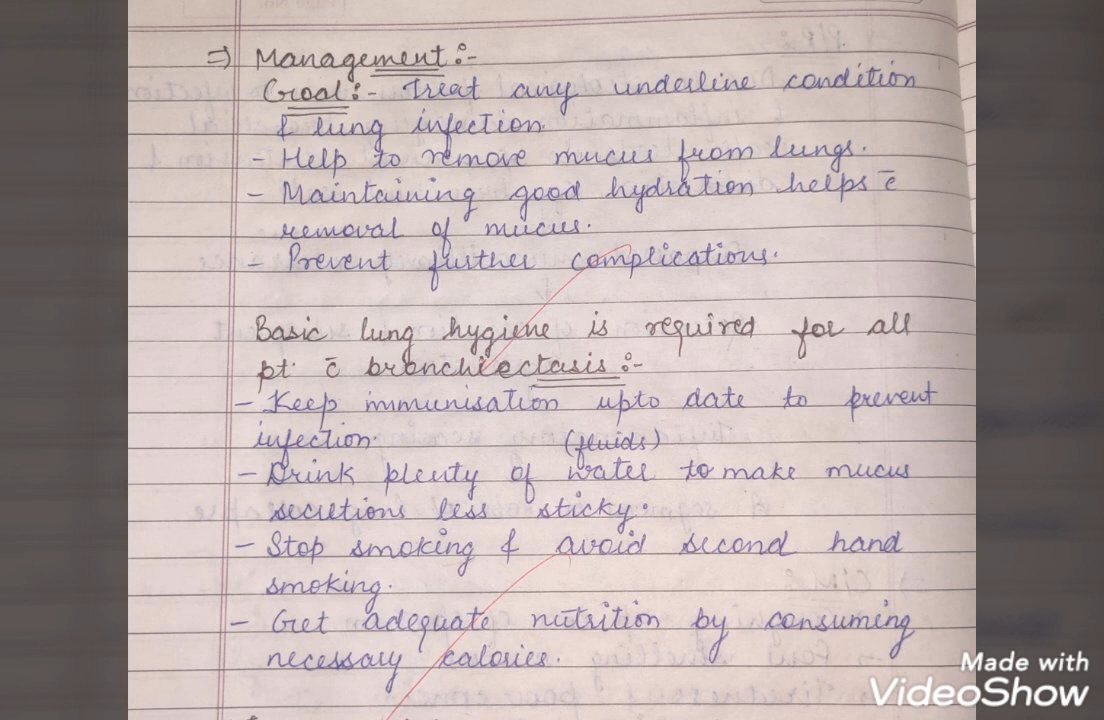 ⇒ Management :-
Goal :- Treat any underline condition
& lung infection.
- Help to remove mucus from lungs.
- Maintaining good hydration helps c̄
removal of mucus.
- Prevent further complications.
Basic lung hygiene is required for all
pt. c̄ bronchiectasis :-
- Keep immunisation upto date to prevent
infection.
(fluids)
- Drink plenty of water to make mucus
secretions less sticky.
- Stop smoking & avoid second hand
smoking.
- Get adequate nutrition by consuming
necessary calories.
Made with
VideoShow